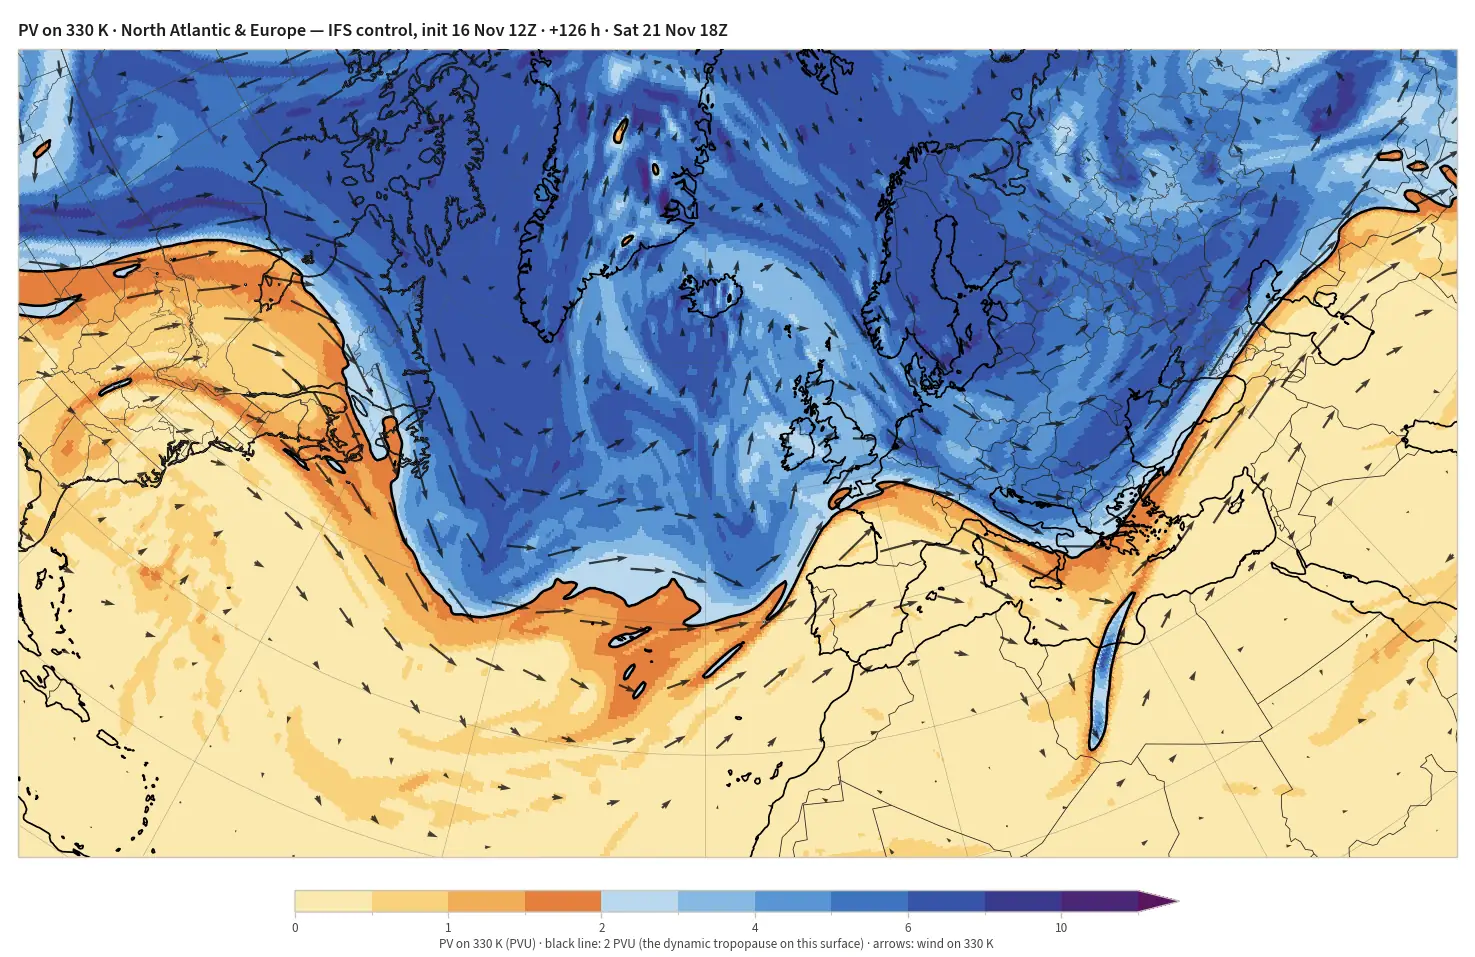 PV on 330 K · North Atlantic & Europe — IFS control, init 16 Nov 12Z · +126 h · Sat 21 Nov 18Z
0 1 2 4 6 10
PV on 330 K (PVU) · black line: 2 PVU (the dynamic tropopause on this surface) · arrows: wind on 330 K